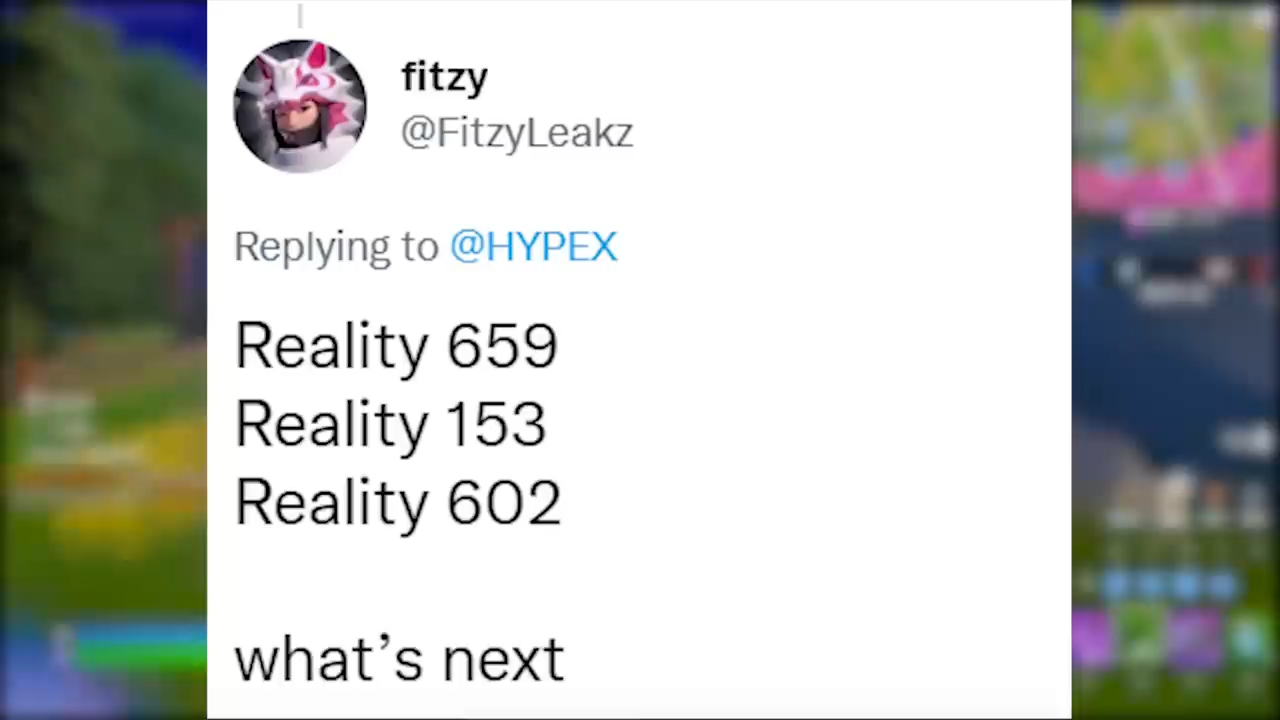 fitzy
@FitzyLeakz
Replying to @HYPEX
Reality 659
Reality 153
Reality 602
what’s next